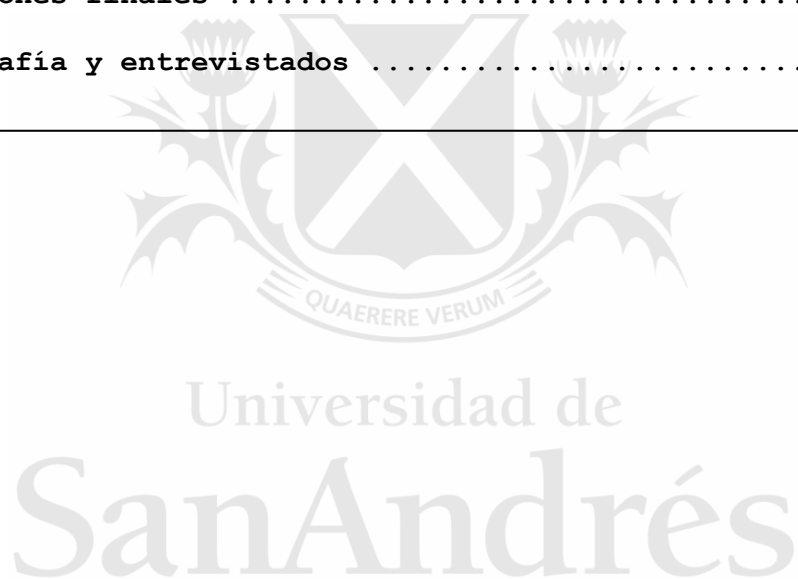 afía y entrevistados ..................................
QUAERERE VERUM
Universidad de
SanAndrés